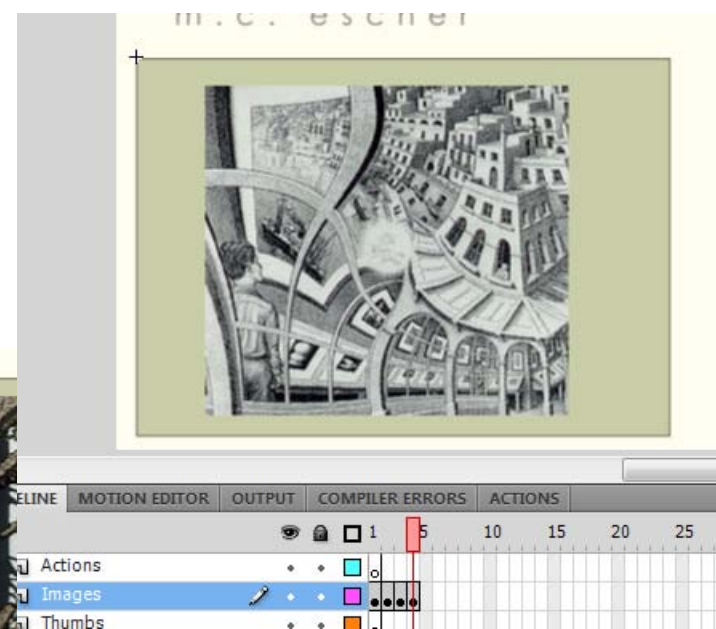 m.c. escher
ELINE MOTION EDITOR OUTPUT COMPILER ERRORS ACTIONS
1 5 10 15 20 25
Actions
Images
Thumbs